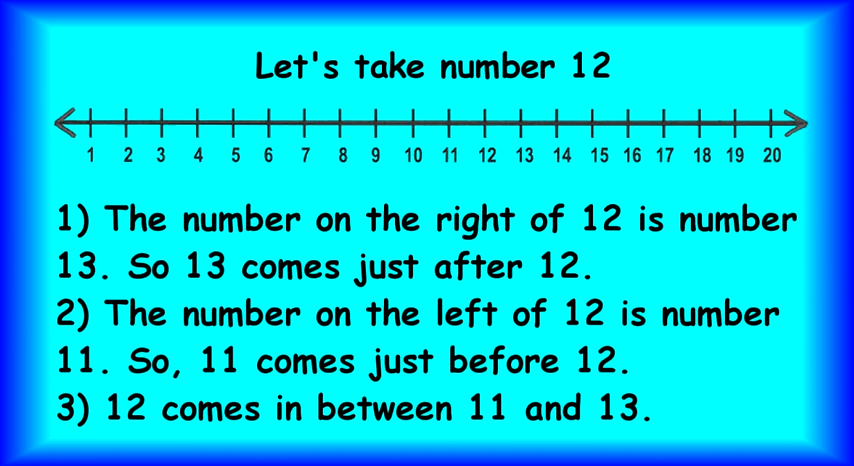 Let's take number 12
1 2 3 4 5 6 7 8 9 10 11 12 13 14 15 16 17 18 19 20
1) The number on the right of 12 is number
13. So 13 comes just after 12.
2) The number on the left of 12 is number
11. So, 11 comes just before 12.
3) 12 comes in between 11 and 13.